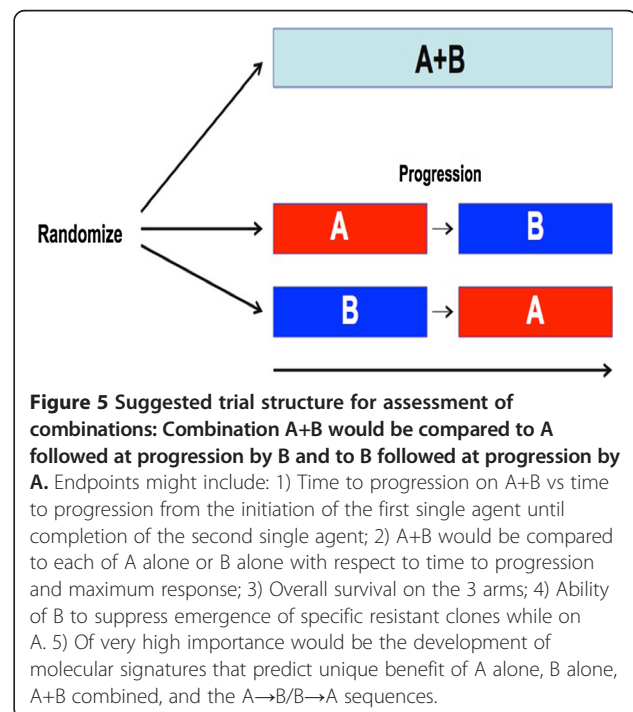 A+B
Progression
Randomize
A → B
B → A
Figure 5 Suggested trial structure for assessment of
combinations: Combination A+B would be compared to A
followed at progression by B and to B followed at progression by
A. Endpoints might include: 1) Time to progression on A+B vs time
to progression from the initiation of the first single agent until
completion of the second single agent; 2) A+B would be compared
to each of A alone or B alone with respect to time to progression
and maximum response; 3) Overall survival on the 3 arms; 4) Ability
of B to suppress emergence of specific resistant clones while on
A. 5) Of very high importance would be the development of
molecular signatures that predict unique benefit of A alone, B alone,
A+B combined, and the A→B/B→A sequences.